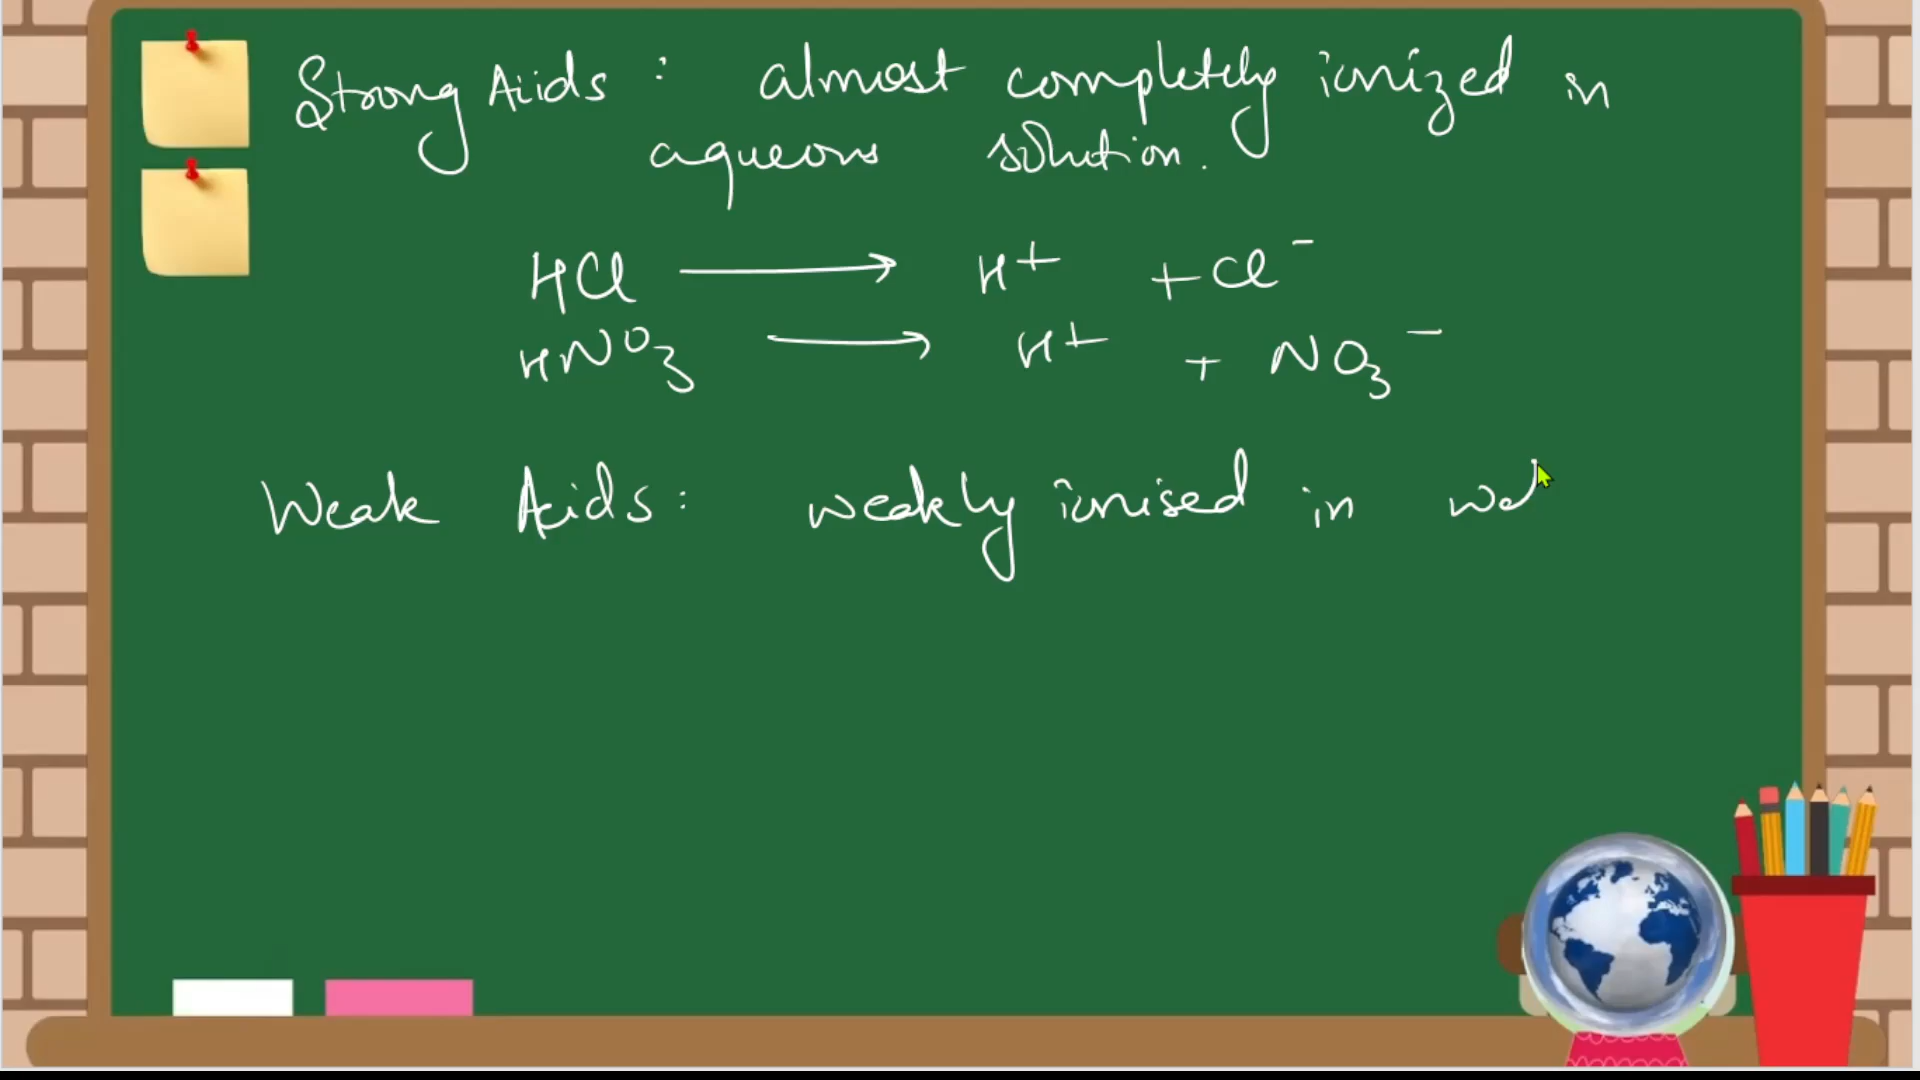 Strong Acids : almost completely ionized in
aqueous solution.
HCl ⟶ H⁺ + Cl⁻
HNO₃ ⟶ H⁺ + NO₃⁻
Weak Acids : weakly ionised in